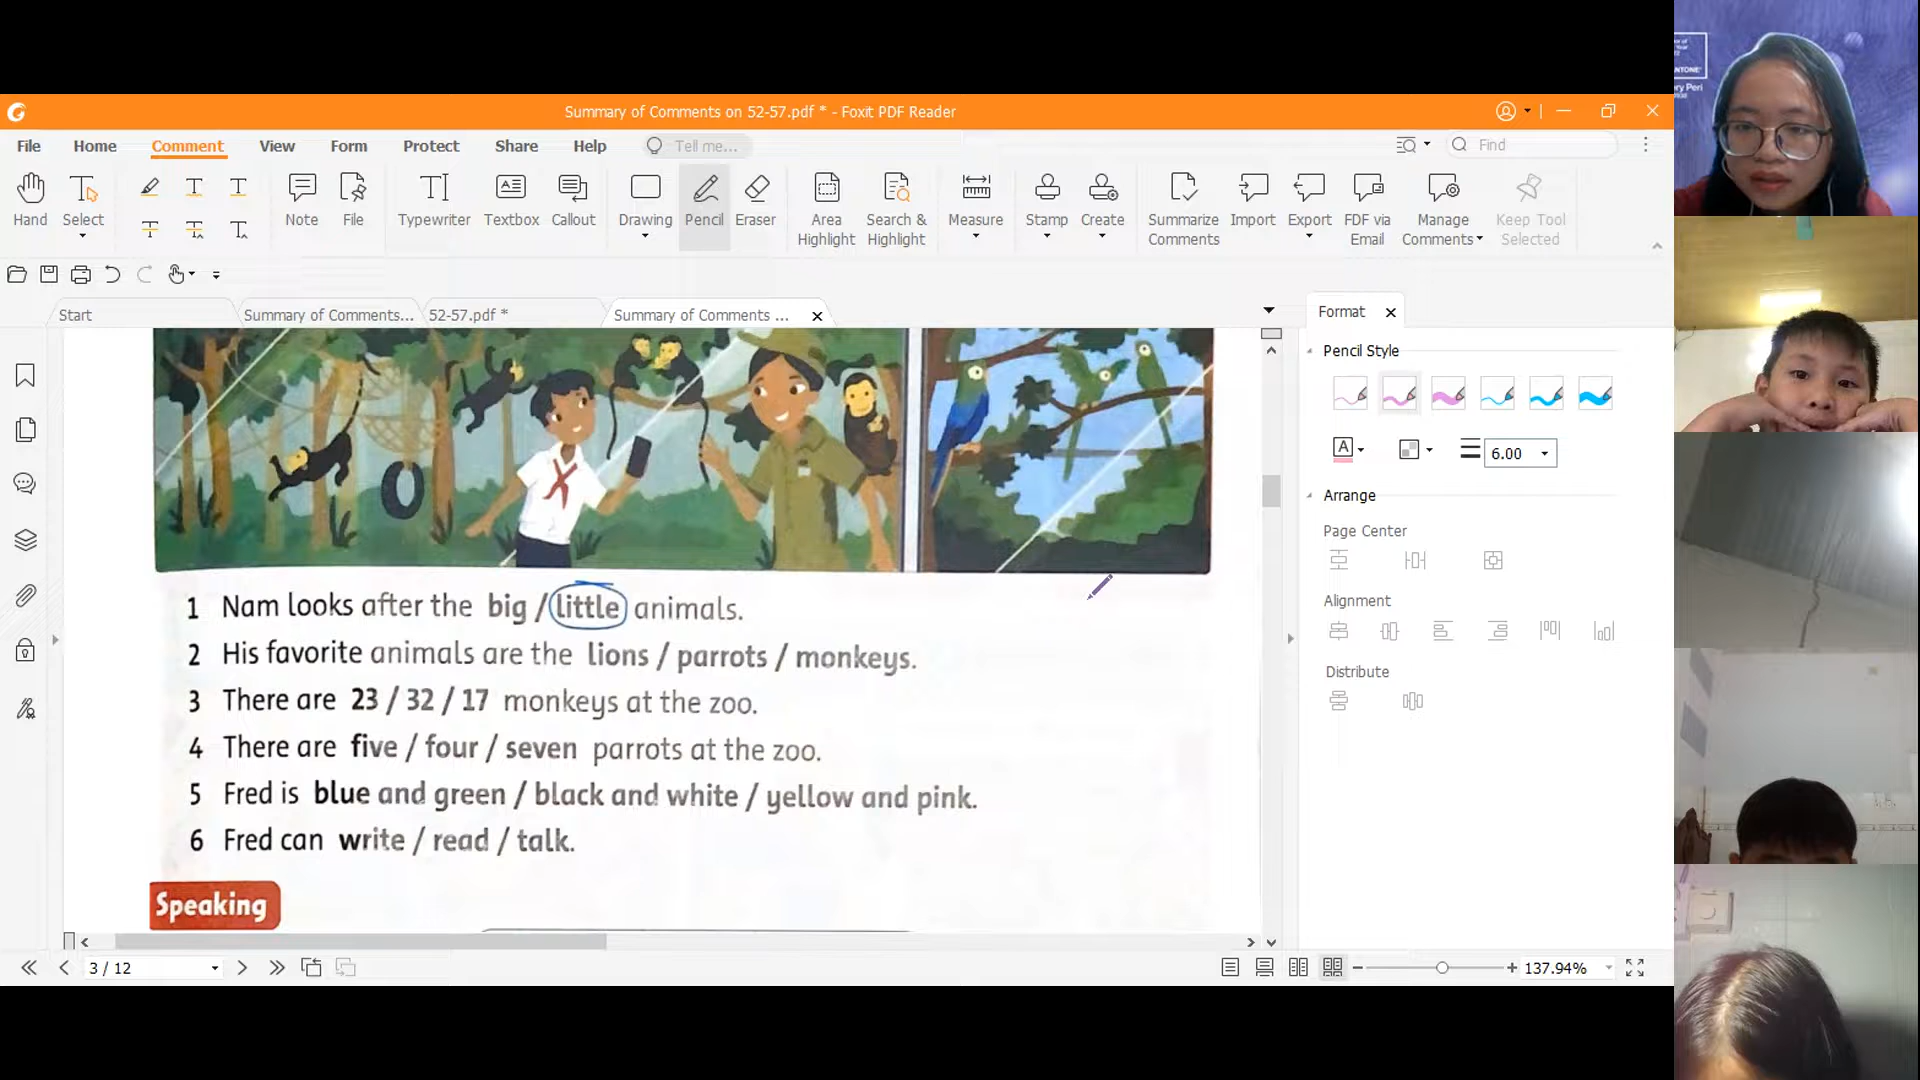 Summary of Comments on 52-57.pdf * - Foxit PDF Reader
File Home Comment View Form Protect Share Help Tell me... Find
Hand Select Note File Typewriter Textbox Callout Drawing Pencil Eraser Area Highlight Search & Highlight Measure Stamp Create Summarize Comments Import Export FDF via Email Manage Comments Keep Tool Selected
Start Summary of Comments... 52-57.pdf * Summary of Comments ...
Format
Pencil Style
A 6.00
Arrange
Page Center
Alignment
Distribute
1 Nam looks after the big / little animals.
2 His favorite animals are the lions / parrots / monkeys.
3 There are 23 / 32 / 17 monkeys at the zoo.
4 There are five / four / seven parrots at the zoo.
5 Fred is blue and green / black and white / yellow and pink.
6 Fred can write / read / talk.
Speaking
3 / 12 137.94%